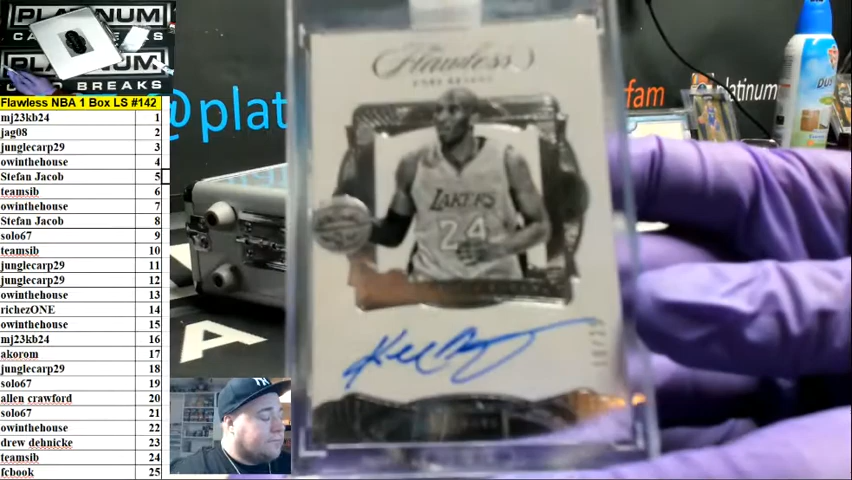 PLATINUM
PLATINUM
BREAKS
Flawless NBA 1 Box LS #142
mj23kb24 1
jag08 2
junglecarp29 3
owinthehouse 4
Stefan Jacob 5
teamsib 6
owinthehouse 7
Stefan Jacob 8
solo67 9
teamsib 10
junglecarp29 11
junglecarp29 12
owinthehouse 13
richezONE 14
owinthehouse 15
mj23kb24 16
akorom 17
junglecarp29 18
solo67 19
allen crawford 20
solo67 21
owinthehouse 22
drew dehnicke 23
teamsib 24
fcbook 25
@plat
fam
platinum
DUS
Flawless
KOBE BRYANT
LAKERS
24
A